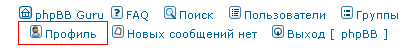 phpBB Guru FAQ Поиск Пользователи Группы
Профиль Новых сообщений нет Выход [ phpBB ]